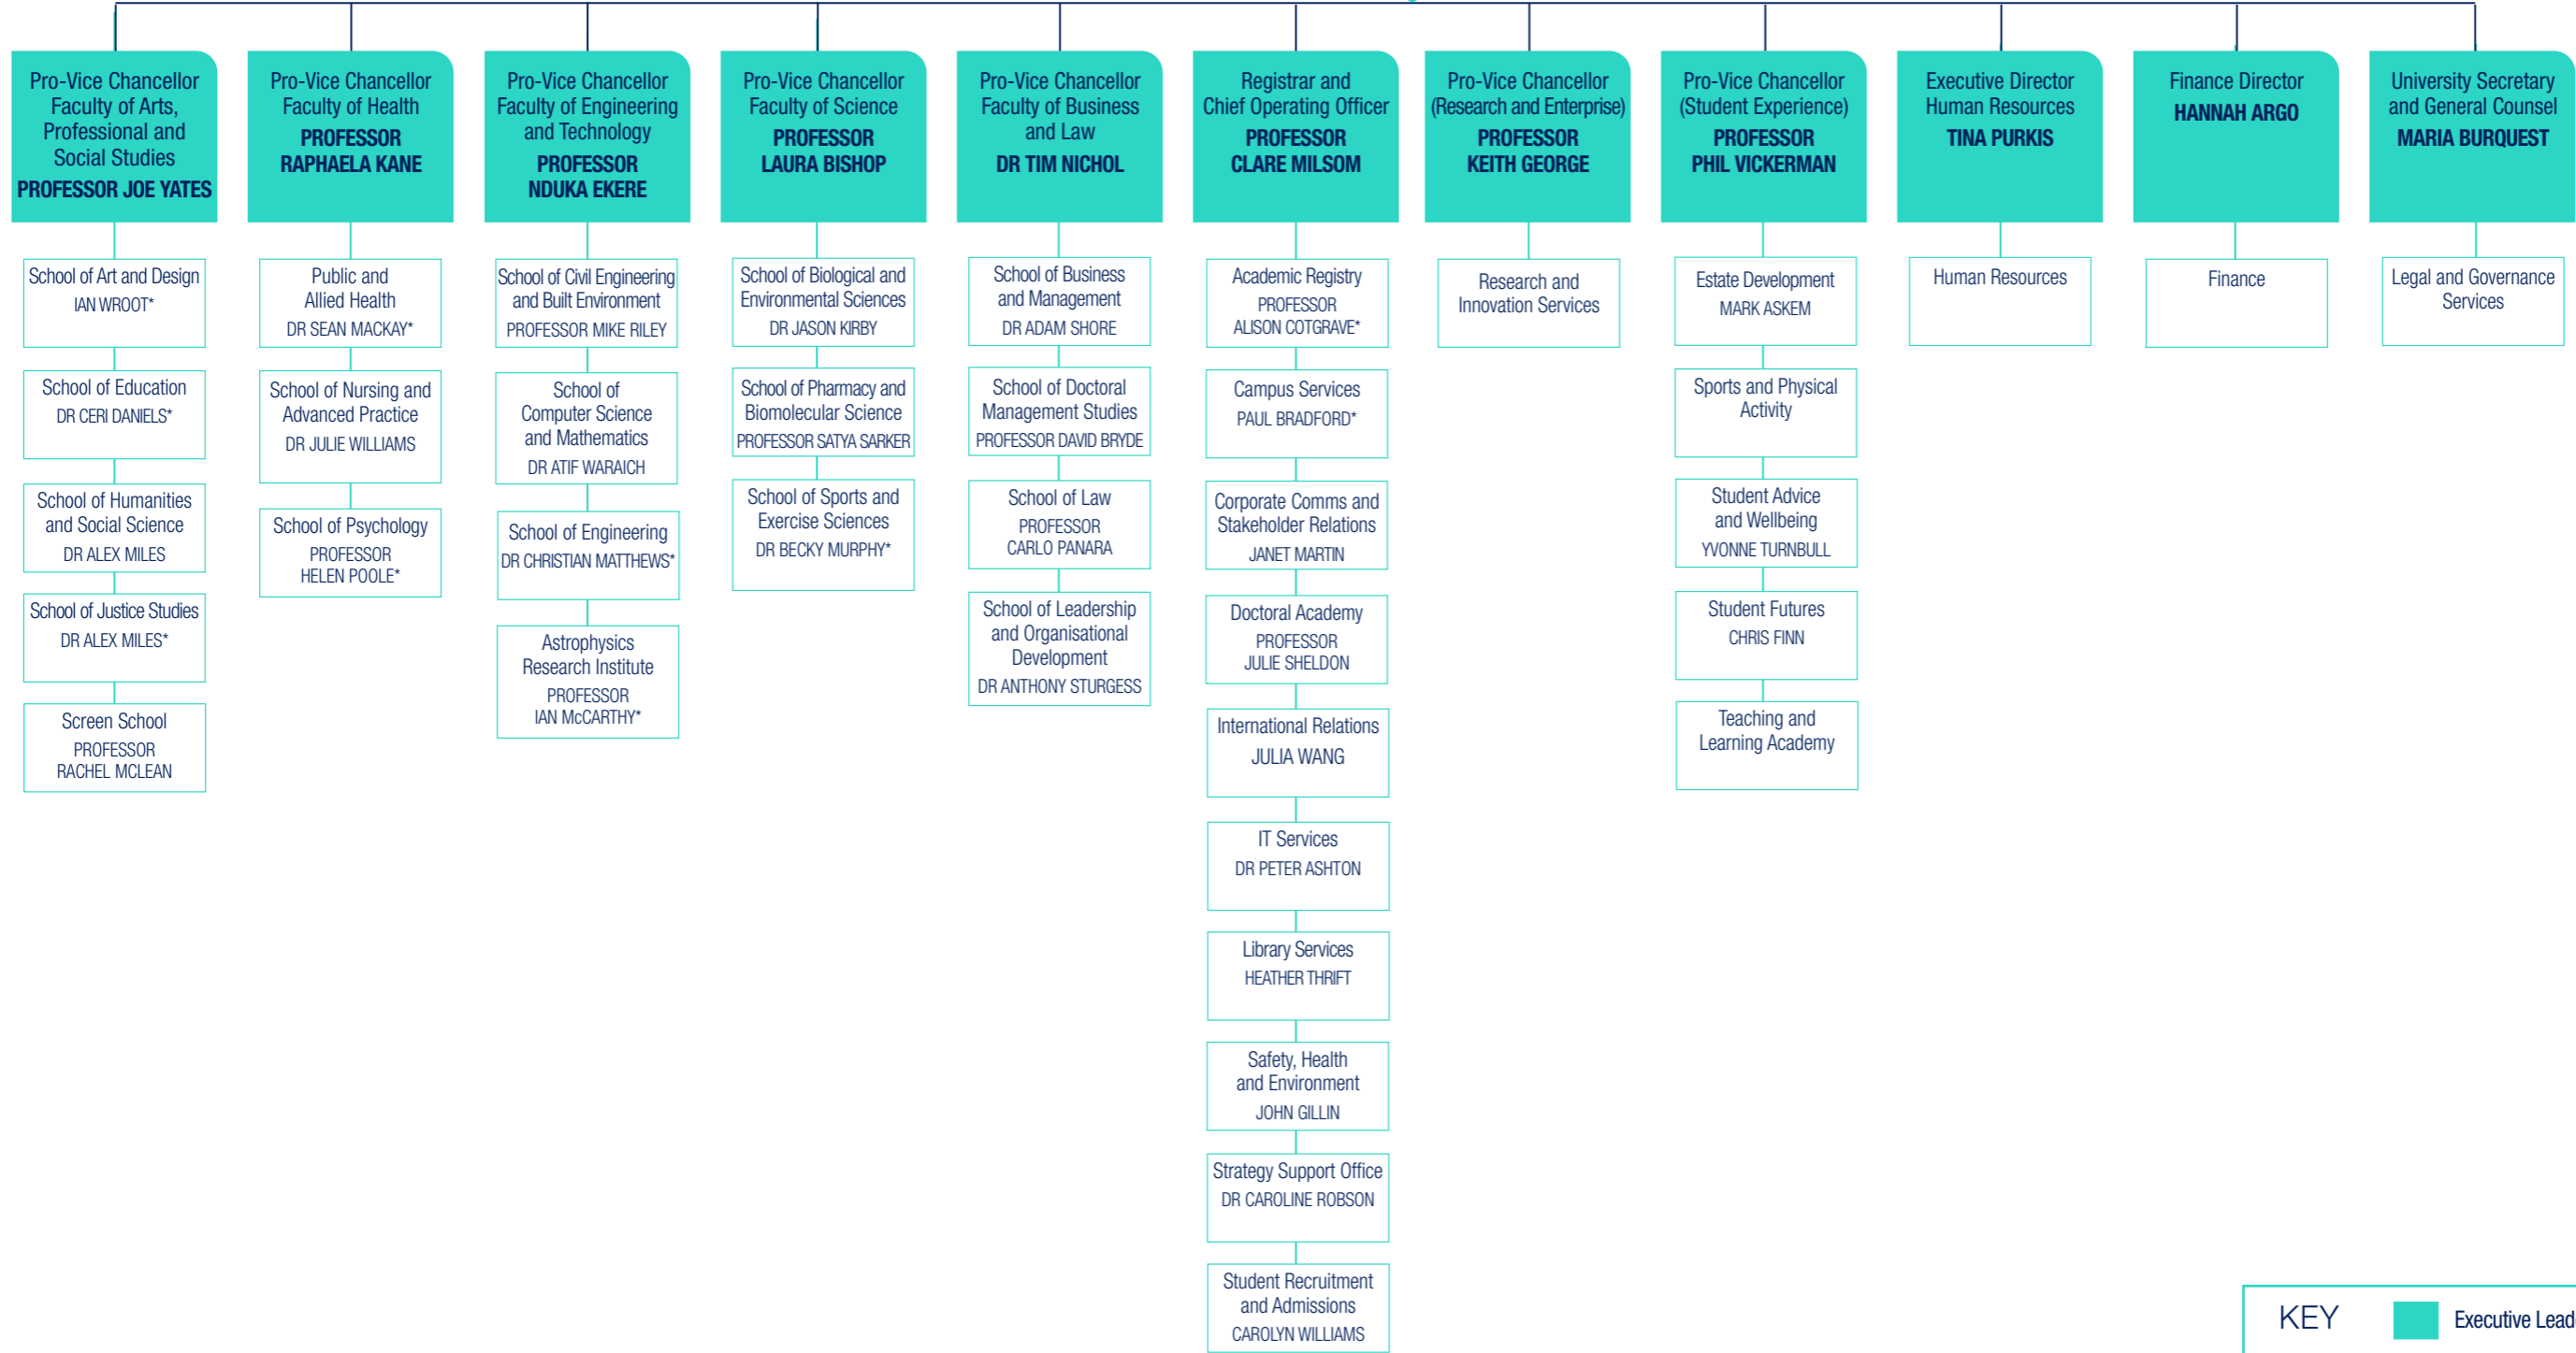 Pro-Vice Chancellor
Faculty of Arts,
Professional and
Social Studies
PROFESSOR JOE YATES
School of Art and Design
IAN WROOT*
School of Education
DR CERI DANIELS*
School of Humanities
and Social Science
DR ALEX MILES
School of Justice Studies
DR ALEX MILES*
Screen School
PROFESSOR
RACHEL MCLEAN
Pro-Vice Chancellor
Faculty of Health
PROFESSOR
RAPHAELA KANE
Public and
Allied Health
DR SEAN MACKAY*
School of Nursing and
Advanced Practice
DR JULIE WILLIAMS
School of Psychology
PROFESSOR
HELEN POOLE*
Pro-Vice Chancellor
Faculty of Engineering
and Technology
PROFESSOR
NDUKA EKERE
School of Civil Engineering
and Built Environment
PROFESSOR MIKE RILEY
School of
Computer Science
and Mathematics
DR ATIF WARAICH
School of Engineering
DR CHRISTIAN MATTHEWS*
Astrophysics
Research Institute
PROFESSOR
IAN McCARTHY*
Pro-Vice Chancellor
Faculty of Science
PROFESSOR
LAURA BISHOP
School of Biological and
Environmental Sciences
DR JASON KIRBY
School of Pharmacy and
Biomolecular Science
PROFESSOR SATYA SARKER
School of Sports and
Exercise Sciences
DR BECKY MURPHY*
Pro-Vice Chancellor
Faculty of Business
and Law
DR TIM NICHOL
School of Business
and Management
DR ADAM SHORE
School of Doctoral
Management Studies
PROFESSOR DAVID BRYDE
School of Law
PROFESSOR
CARLO PANARA
School of Leadership
and Organisational
Development
DR ANTHONY STURGESS
Registrar and
Chief Operating Officer
PROFESSOR
CLARE MILSOM
Academic Registry
PROFESSOR
ALISON COTGRAVE*
Campus Services
PAUL BRADFORD*
Corporate Comms and
Stakeholder Relations
JANET MARTIN
Doctoral Academy
PROFESSOR
JULIE SHELDON
International Relations
JULIA WANG
IT Services
DR PETER ASHTON
Library Services
HEATHER THRIFT
Safety, Health
and Environment
JOHN GILLIN
Strategy Support Office
DR CAROLINE ROBSON
Student Recruitment
and Admissions
CAROLYN WILLIAMS
Pro-Vice Chancellor
(Research and Enterprise)
PROFESSOR
KEITH GEORGE
Research and
Innovation Services
Pro-Vice Chancellor
(Student Experience)
PROFESSOR
PHIL VICKERMAN
Estate Development
MARK ASKEM
Sports and Physical
Activity
Student Advice
and Wellbeing
YVONNE TURNBULL
Student Futures
CHRIS FINN
Teaching and
Learning Academy
Executive Director
Human Resources
TINA PURKIS
Human Resources
Finance Director
HANNAH ARGO
Finance
University Secretary
and General Counsel
MARIA BURQUEST
Legal and Governance
Services
KEY
Executive Lead